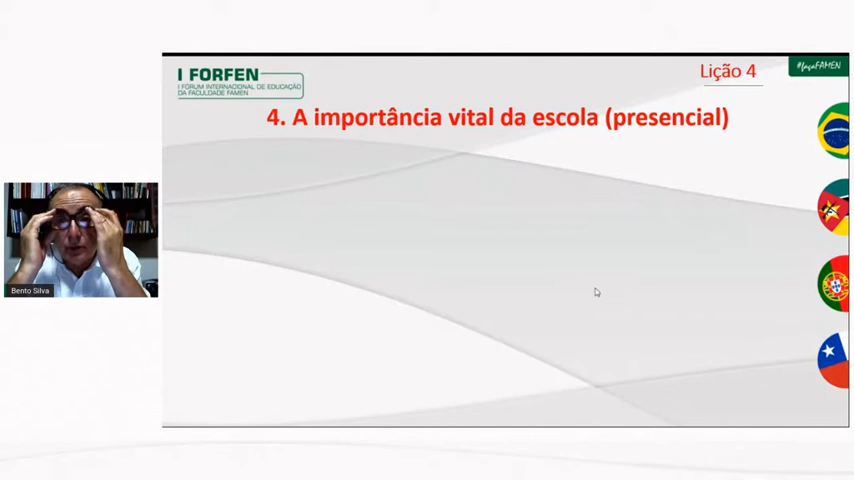 I FORFEN
I FÓRUM INTERNACIONAL DE EDUCAÇÃO
DA FACULDADE FAMEN
Lição 4
#façaFAMEN
4. A importância vital da escola (presencial)
Bento Silva